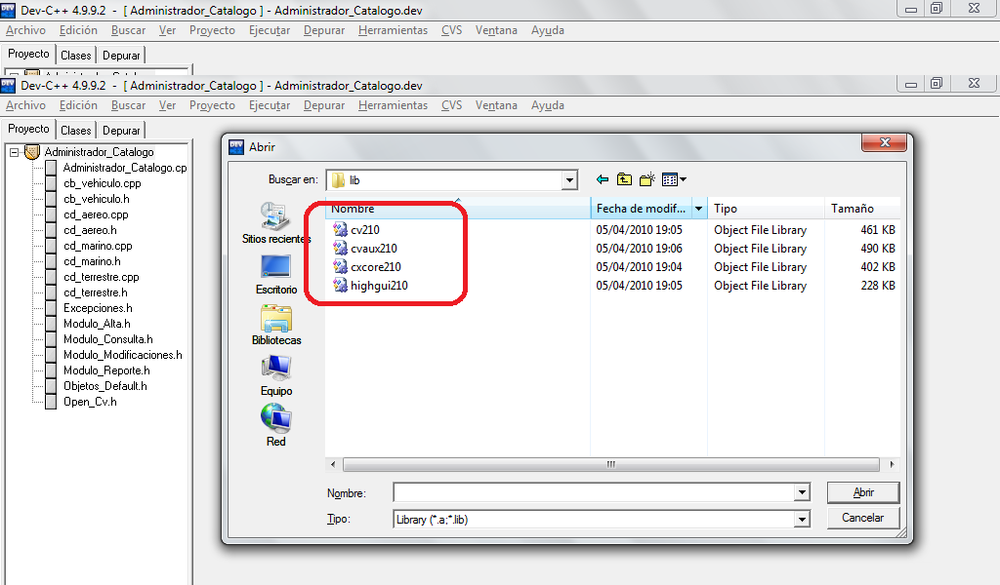 Dev-C++ 4.9.9.2 - [ Administrador_Catalogo ] - Administrador_Catalogo.dev
Archivo Edición Buscar Ver Proyecto Ejecutar Depurar Herramientas CVS Ventana Ayuda
Proyecto Clases Depurar
Dev-C++ 4.9.9.2 - [ Administrador_Catalogo ] - Administrador_Catalogo.dev
Archivo Edición Buscar Ver Proyecto Ejecutar Depurar Herramientas CVS Ventana Ayuda
Proyecto Clases Depurar
Administrador_Catalogo
Administrador_Catalogo.cp
cb_vehiculo.cpp
cb_vehiculo.h
cd_aereo.cpp
cd_aereo.h
cd_marino.cpp
cd_marino.h
cd_terrestre.cpp
cd_terrestre.h
Excepciones.h
Modulo_Alta.h
Modulo_Consulta.h
Modulo_Modificaciones.h
Modulo_Reporte.h
Objetos_Default.h
Open_Cv.h
Abrir
Buscar en: lib
Sitios recientes
Escritorio
Bibliotecas
Equipo
Red
Nombre Fecha de modif... Tipo Tamaño
cv210 05/04/2010 19:05 Object File Library 461 KB
cvaux210 05/04/2010 19:06 Object File Library 490 KB
cxcore210 05/04/2010 19:04 Object File Library 402 KB
highgui210 05/04/2010 19:05 Object File Library 228 KB
Nombre: Abrir
Tipo: Library (*.a;*.lib) Cancelar